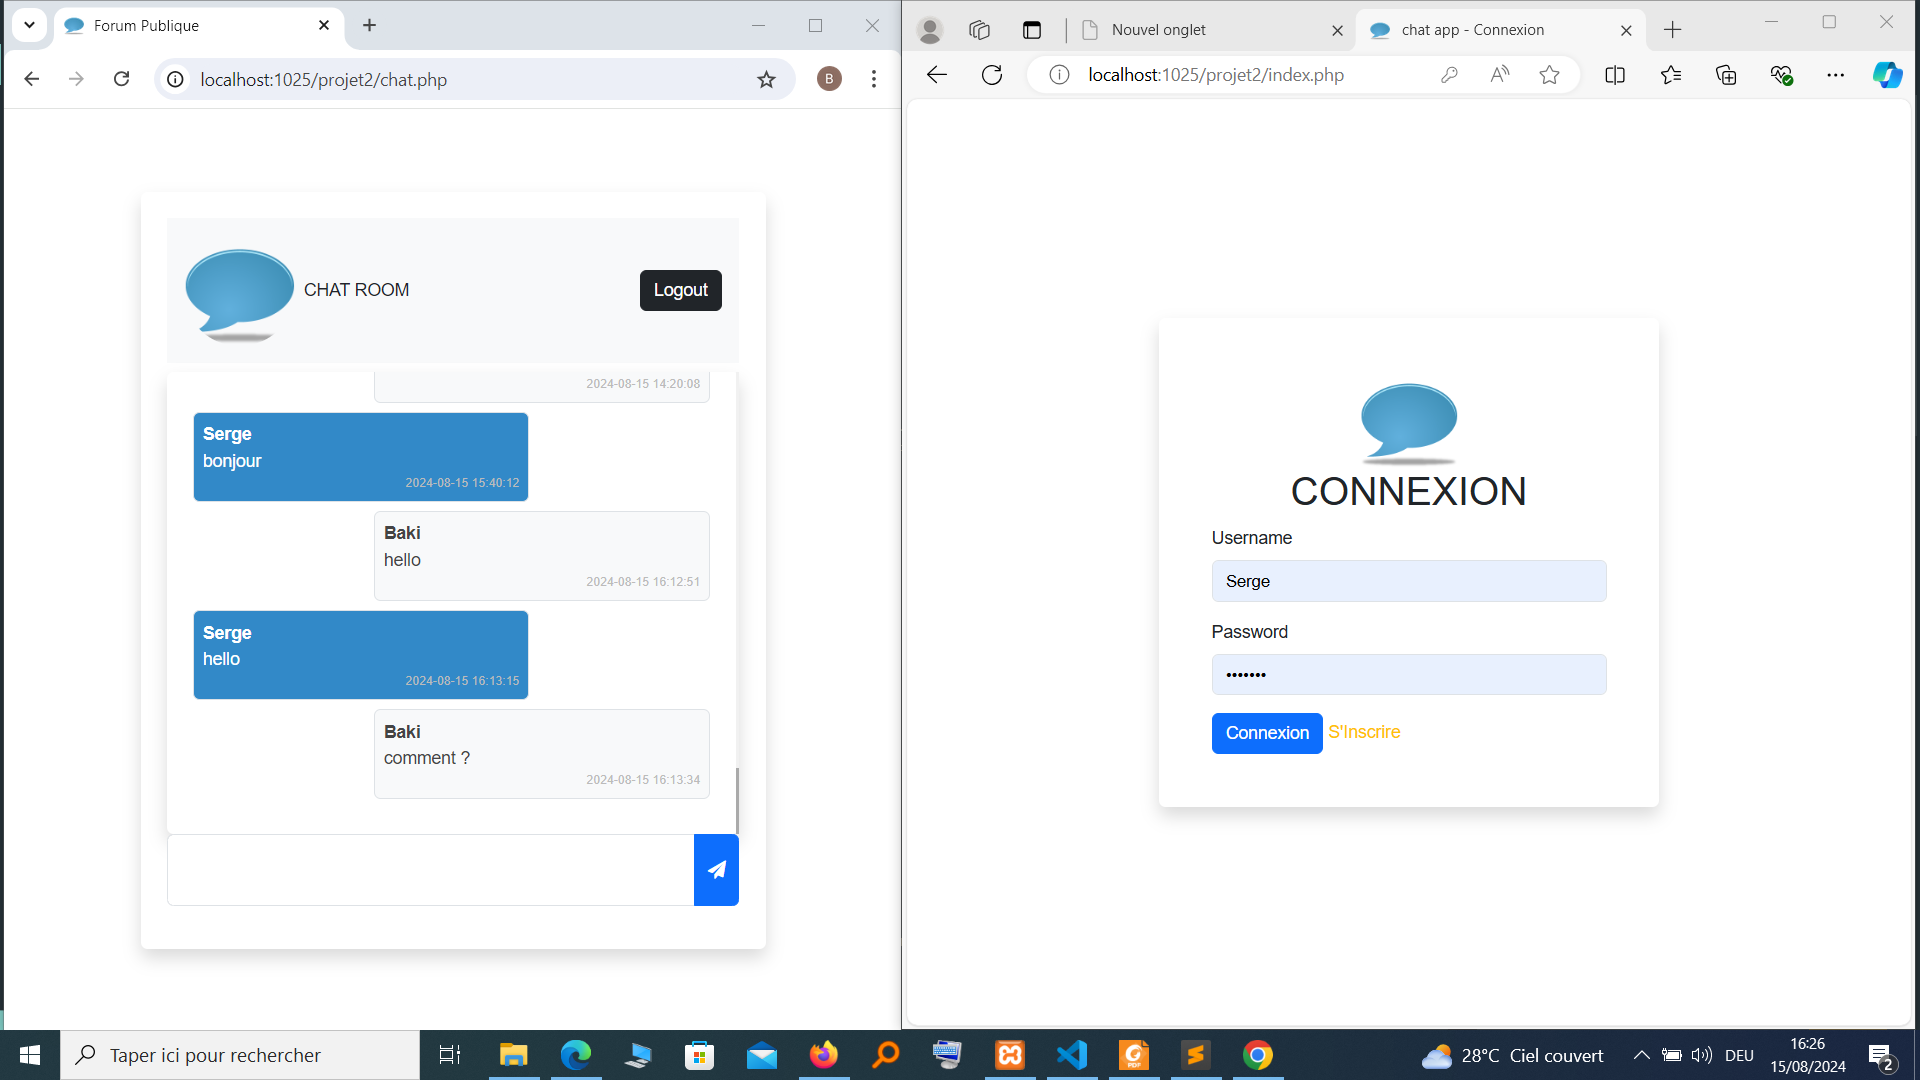 Forum Publique
localhost:1025/projet2/chat.php
B
CHAT ROOM
Logout
2024-08-15 14:20:08
Serge
bonjour
2024-08-15 15:40:12
Baki
hello
2024-08-15 16:12:51
Serge
hello
2024-08-15 16:13:15
Baki
comment ?
2024-08-15 16:13:34
Nouvel onglet
chat app - Connexion
localhost:1025/projet2/index.php
CONNEXION
Username
Serge
Password
•••••••
Connexion S'Inscrire
Taper ici pour rechercher
28°C Ciel couvert
DEU
16:26
15/08/2024
2